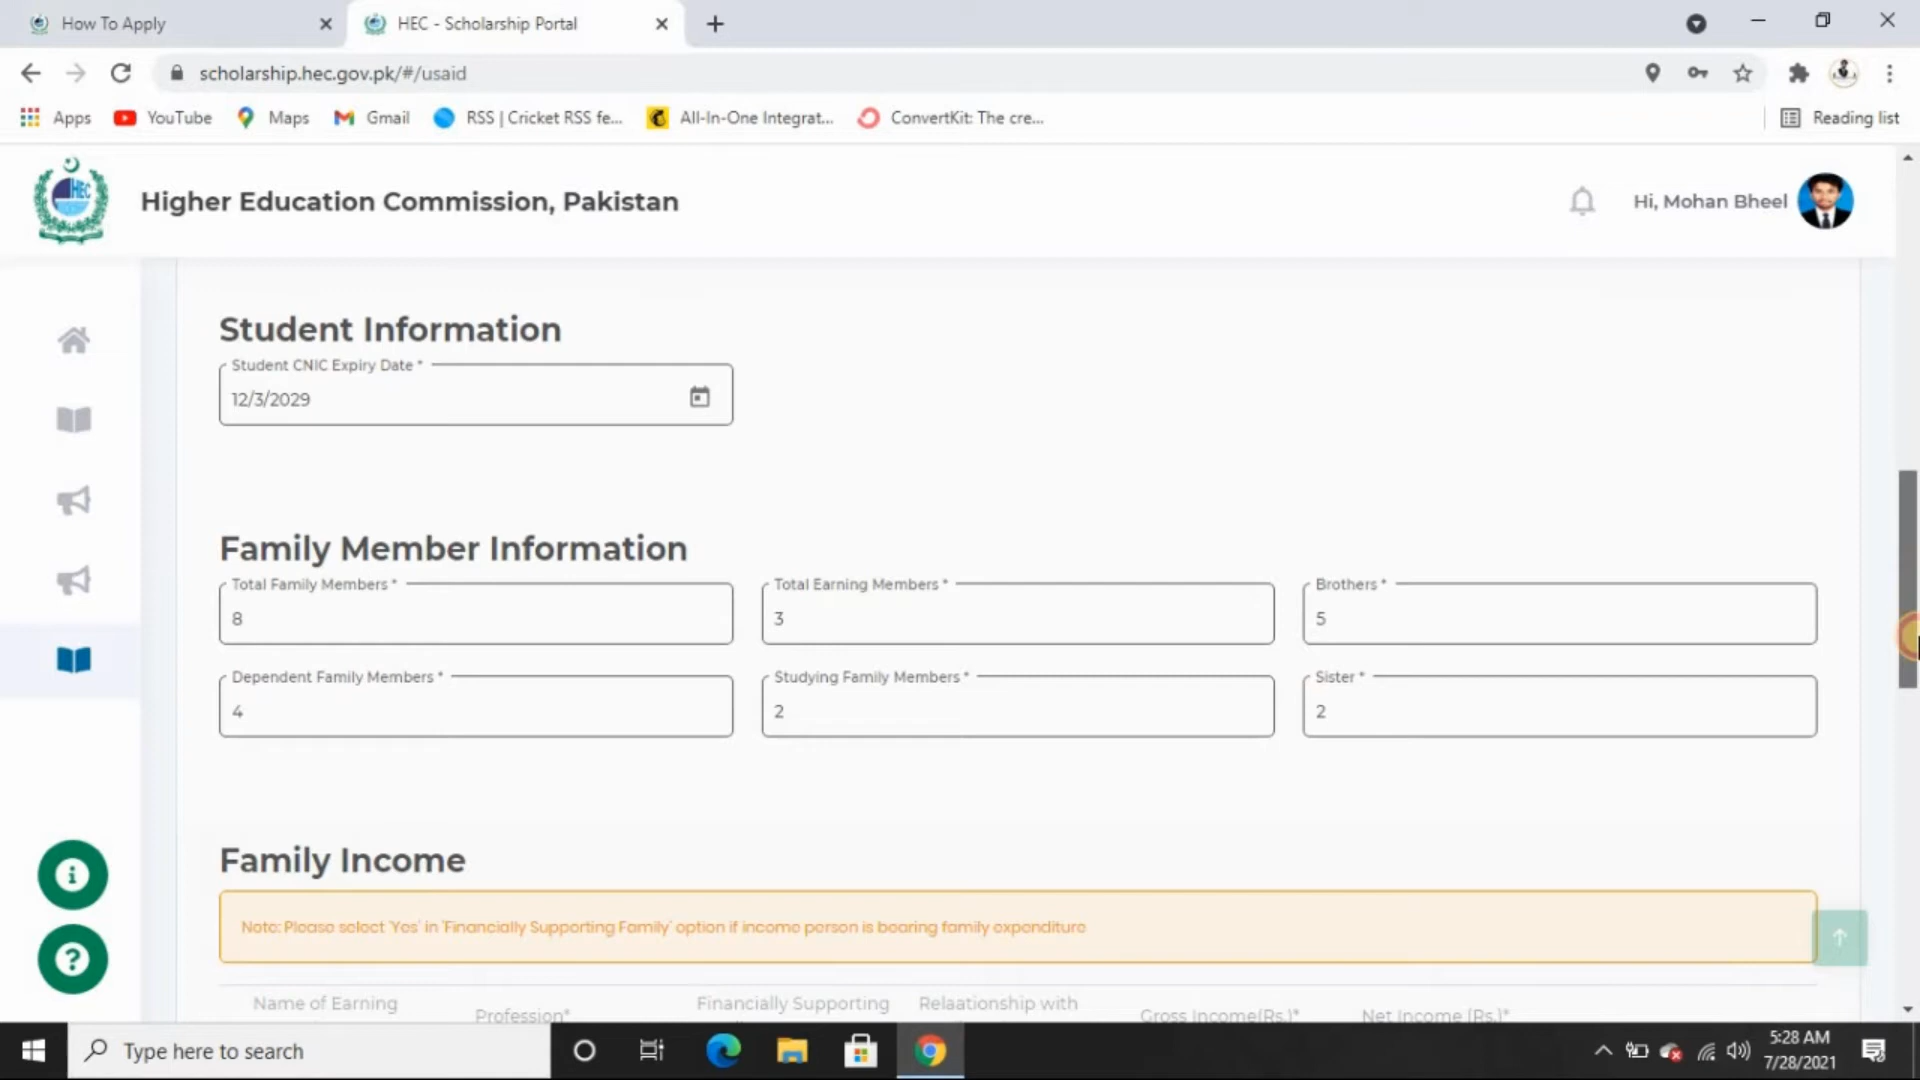 How To Apply
HEC - Scholarship Portal
scholarship.hec.gov.pk/#/usaid
Apps
YouTube
Maps
Gmail
RSS | Cricket RSS fe...
All-In-One Integrat...
ConvertKit: The cre...
Reading list
HEC
Higher Education Commission, Pakistan
Hi, Mohan Bheel
Student Information
Student CNIC Expiry Date *
12/3/2029
Family Member Information
Total Family Members * Total Earning Members * Brothers *
8 3 5
Dependent Family Members * Studying Family Members * Sister *
4 2 2
Family Income
Note: Please select 'Yes' in 'Financially Supporting Family' option if income person is bearing family expenditure
Name of Earning Financially Supporting Relaationship with
Profession* Gross Income(Rs.)* Net Income (Rs.)*
Type here to search
5:28 AM
7/28/2021